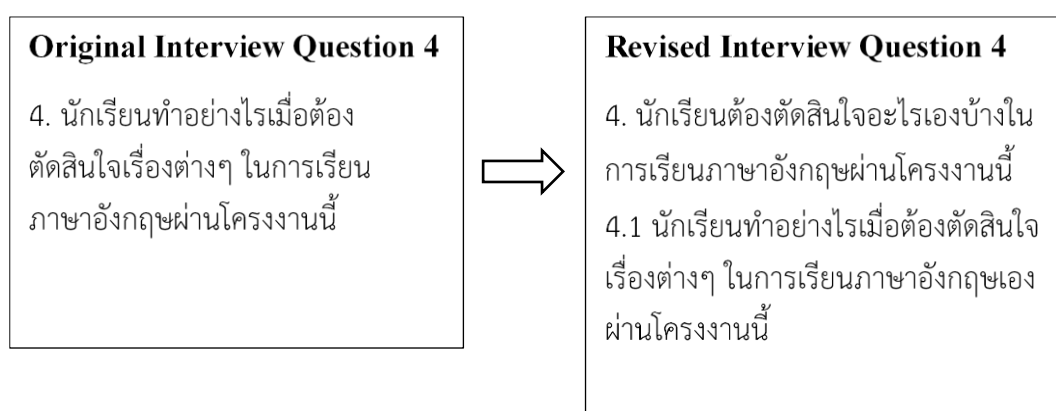 Original Interview Question 4
4. นักเรียนทำอย่างไรเมื่อต้อง
ตัดสินใจเรื่องต่างๆ ในการเรียน
ภาษาอังกฤษผ่านโครงงานนี้
Revised Interview Question 4
4. นักเรียนต้องตัดสินใจอะไรเองบ้างใน
การเรียนภาษาอังกฤษผ่านโครงงานนี้
4.1 นักเรียนทำอย่างไรเมื่อต้องตัดสินใจ
เรื่องต่างๆ ในการเรียนภาษาอังกฤษเอง
ผ่านโครงงานนี้